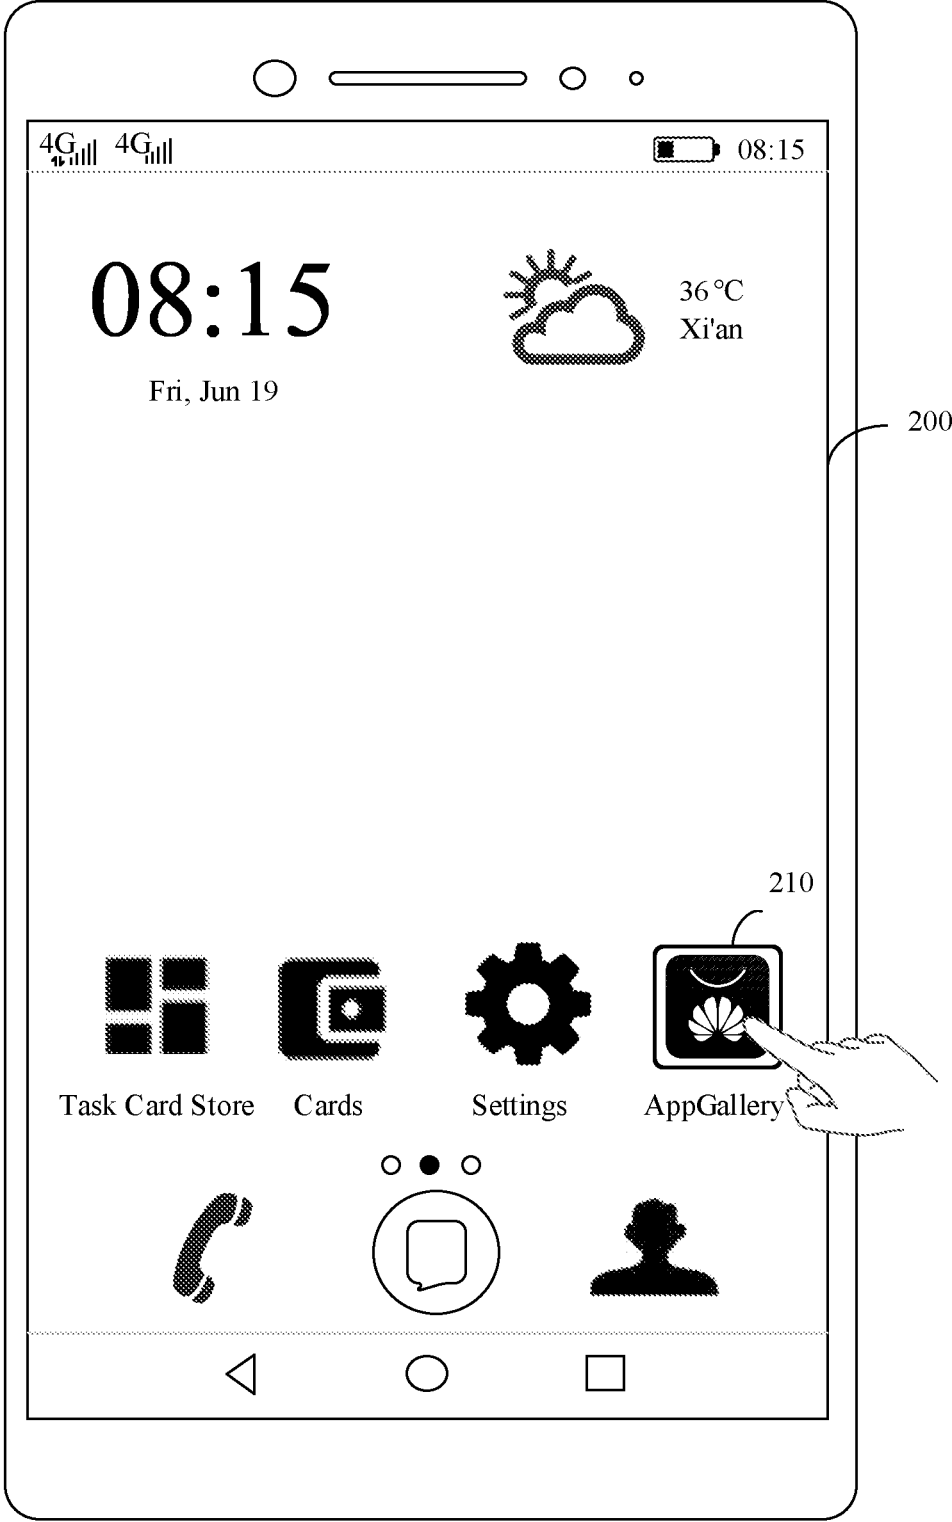 4G 4G 08:15
08:15
36℃
Xi'an
Fri, Jun 19
200
210
Task Card Store Cards Settings AppGallery